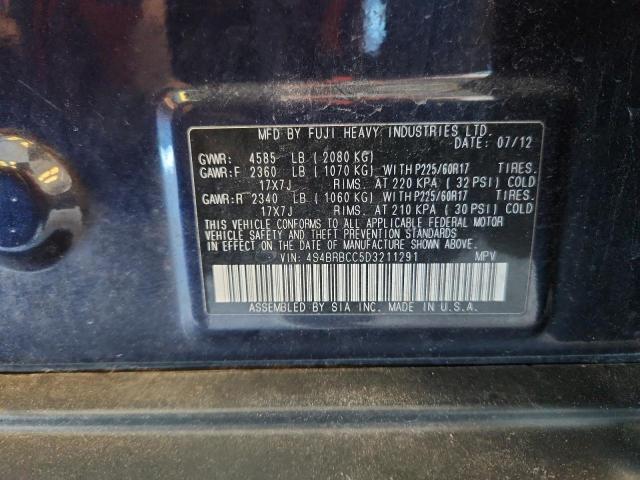 MFD BY FUJI HEAVY INDUSTRIES LTD.
DATE: 07/12
GVWR: 4585 LB ( 2080 KG)
GAWR: F 2360 LB ( 1070 KG) WITH P225/60R17 TIRES.
17X7J RIMS. AT 220 KPA ( 32 PSI) COLD
GAWR: R 2340 LB ( 1060 KG) WITH P225/60R17 TIRES.
17X7J RIMS. AT 210 KPA ( 30 PSI) COLD
THIS VEHICLE CONFORMS TO ALL APPLICABLE FEDERAL MOTOR
VEHICLE SAFETY AND THEFT PREVENTION STANDARDS
IN EFFECT ON THE DATE OF MANUFACTURE SHOWN ABOVE.
VIN: 4S4BRBCC5D3211291 MPV
ASSEMBLED BY SIA INC. MADE IN U.S.A.